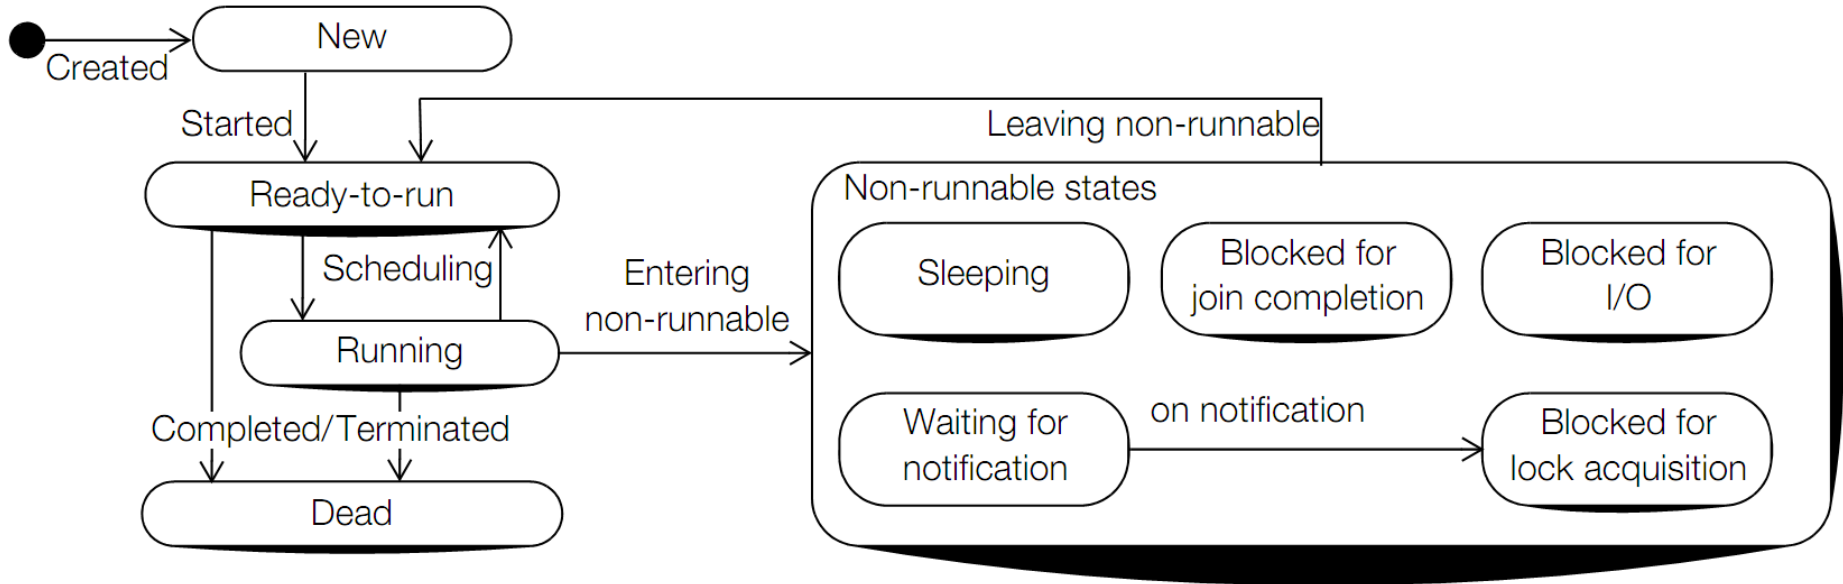 New
Created
Started
Leaving non-runnable
Ready-to-run
Non-runnable states
Scheduling
Entering
non-runnable
Sleeping
Blocked for
join completion
Blocked for
I/O
Running
Completed/Terminated
Waiting for
notification
on notification
Blocked for
lock acquisition
Dead